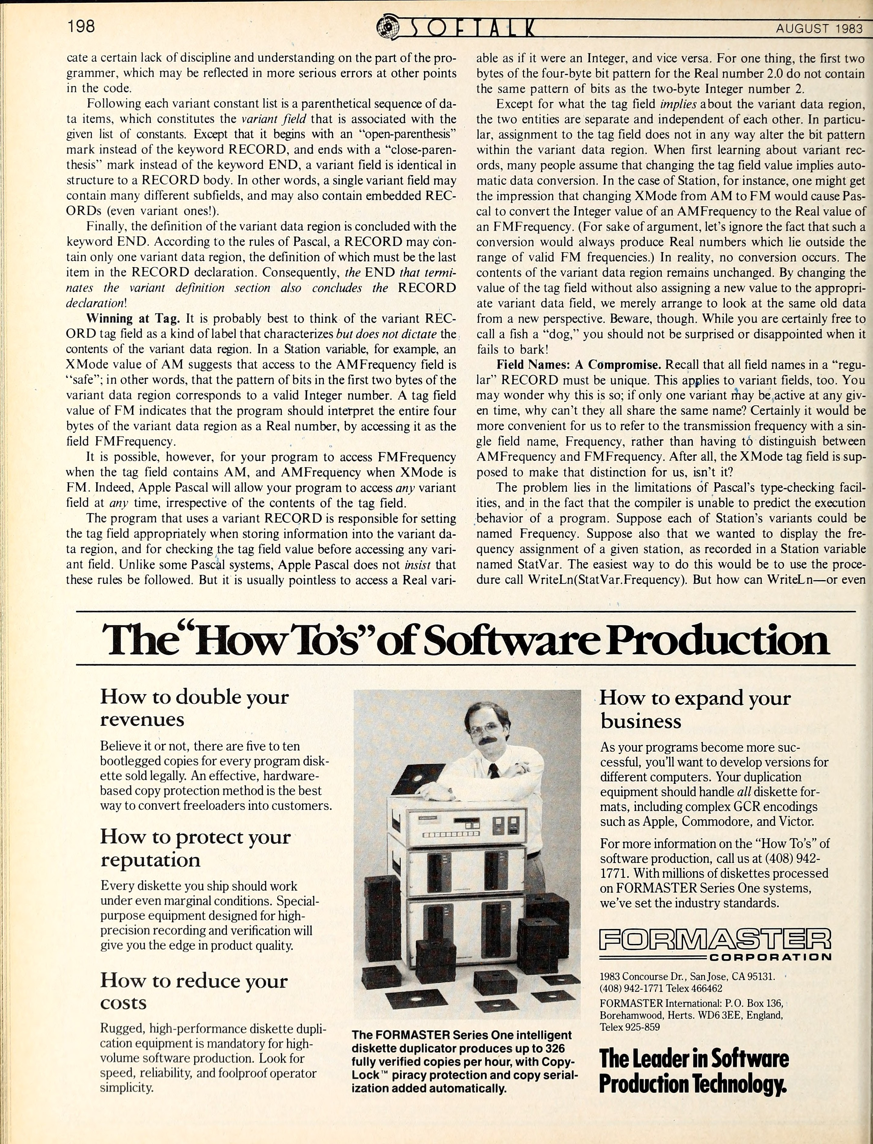 198
SOFTALK
AUGUST 1983
cate a certain lack of discipline and understanding on the part of the pro-
grammer, which may be reflected in more serious errors at other points
in the code.
Following each variant constant list is a parenthetical sequence of da-
ta items, which constitutes the variant field that is associated with the
given list of constants. Except that it begins with an “open-parenthesis”
mark instead of the keyword RECORD, and ends with a “close-paren-
thesis” mark instead of the keyword END, a variant field is identical in
structure to a RECORD body. In other words, a single variant field may
contain many different subfields, and may also contain embedded REC-
ORDs (even variant ones!).
Finally, the definition of the variant data region is concluded with the
keyword END. According to the rules of Pascal, a RECORD may con-
tain only one variant data region, the definition of which must be the last
item in the RECORD declaration. Consequently, the END that termi-
nates the variant definition section also concludes the RECORD
declaration!
Winning at Tag. It is probably best to think of the variant REC-
ORD tag field as a kind of label that characterizes but does not dictate the
contents of the variant data region. In a Station variable, for example, an
XMode value of AM suggests that access to the AMFrequency field is
“safe”; in other words, that the pattern of bits in the first two bytes of the
variant data region corresponds to a valid Integer number. A tag field
value of FM indicates that the program should interpret the entire four
bytes of the variant data region as a Real number, by accessing it as the
field FMFrequency.
It is possible, however, for your program to access FMFrequency
when the tag field contains AM, and AMFrequency when XMode is
FM. Indeed, Apple Pascal will allow your program to access any variant
field at any time, irrespective of the contents of the tag field.
The program that uses a variant RECORD is responsible for setting
the tag field appropriately when storing information into the variant da-
ta region, and for checking the tag field value before accessing any vari-
ant field. Unlike some Pascal systems, Apple Pascal does not insist that
these rules be followed. But it is usually pointless to access a Real vari-
able as if it were an Integer, and vice versa. For one thing, the first two
bytes of the four-byte bit pattern for the Real number 2.0 do not contain
the same pattern of bits as the two-byte Integer number 2.
Except for what the tag field implies about the variant data region,
the two entities are separate and independent of each other. In particu-
lar, assignment to the tag field does not in any way alter the bit pattern
within the variant data region. When first learning about variant rec-
ords, many people assume that changing the tag field value implies auto-
matic data conversion. In the case of Station, for instance, one might get
the impression that changing XMode from AM to FM would cause Pas-
cal to convert the Integer value of an AMFrequency to the Real value of
an FMFrequency. (For sake of argument, let’s ignore the fact that such a
conversion would always produce Real numbers which lie outside the
range of valid FM frequencies.) In reality, no conversion occurs. The
contents of the variant data region remains unchanged. By changing the
value of the tag field without also assigning a new value to the appropri-
ate variant data field, we merely arrange to look at the same old data
from a new perspective. Beware, though. While you are certainly free to
call a fish a “dog,” you should not be surprised or disappointed when it
fails to bark!
Field Names: A Compromise. Recall that all field names in a “regu-
lar” RECORD must be unique. This applies to variant fields, too. You
may wonder why this is so; if only one variant may be active at any giv-
en time, why can’t they all share the same name? Certainly it would be
more convenient for us to refer to the transmission frequency with a sin-
gle field name, Frequency, rather than having to distinguish between
AMFrequency and FMFrequency. After all, the XMode tag field is sup-
posed to make that distinction for us, isn’t it?
The problem lies in the limitations of Pascal’s type-checking facil-
ities, and in the fact that the compiler is unable to predict the execution
behavior of a program. Suppose each of Station’s variants could be
named Frequency. Suppose also that we wanted to display the fre-
quency assignment of a given station, as recorded in a Station variable
named StatVar. The easiest way to do this would be to use the proce-
dure call WriteLn(StatVar.Frequency). But how can WriteLn—or even
The “How To’s” of Software Production
How to double your
revenues
Believe it or not, there are five to ten
bootlegged copies for every program disk-
ette sold legally. An effective, hardware-
based copy protection method is the best
way to convert freeloaders into customers.
How to protect your
reputation
Every diskette you ship should work
under even marginal conditions. Special-
purpose equipment designed for high-
precision recording and verification will
give you the edge in product quality.
How to reduce your
costs
Rugged, high-performance diskette dupli-
cation equipment is mandatory for high-
volume software production. Look for
speed, reliability, and foolproof operator
simplicity.
The FORMASTER Series One intelligent
diskette duplicator produces up to 326
fully verified copies per hour, with Copy-
Lock™ piracy protection and copy serial-
ization added automatically.
How to expand your
business
As your programs become more suc-
cessful, you’ll want to develop versions for
different computers. Your duplication
equipment should handle all diskette for-
mats, including complex GCR encodings
such as Apple, Commodore, and Victor.
For more information on the “How To’s” of
software production, call us at (408) 942-
1771. With millions of diskettes processed
on FORMASTER Series One systems,
we’ve set the industry standards.
FORMASTER
CORPORATION
1983 Concourse Dr., San Jose, CA 95131.
(408) 942-1771 Telex 466462
FORMASTER International: P.O. Box 136,
Borehamwood, Herts. WD6 3EE, England,
Telex 925-859
The Leader in Software
Production Technology.